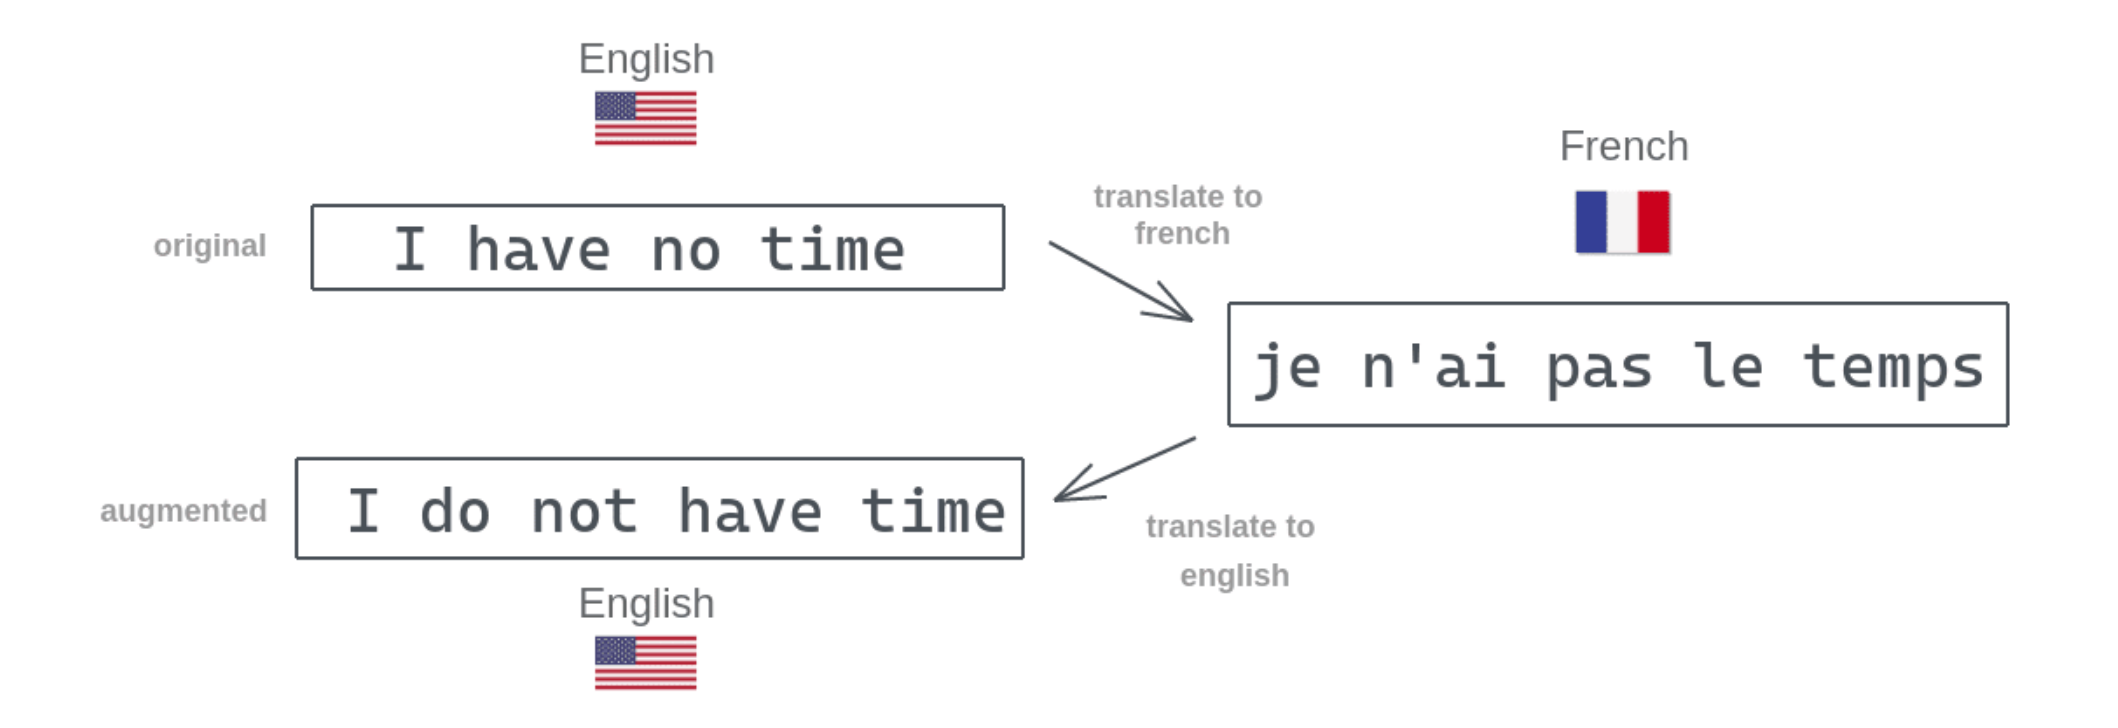 English
original
I have no time
translate to
french
French
je n'ai pas le temps
translate to
english
augmented
I do not have time
English